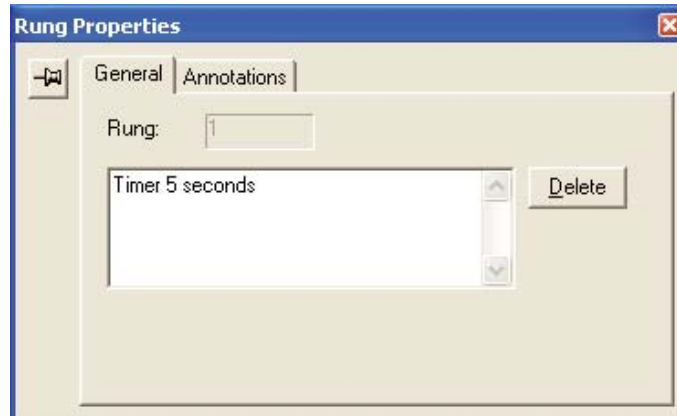 Rung Properties
General Annotations
Rung: 1
Timer 5 seconds
Delete